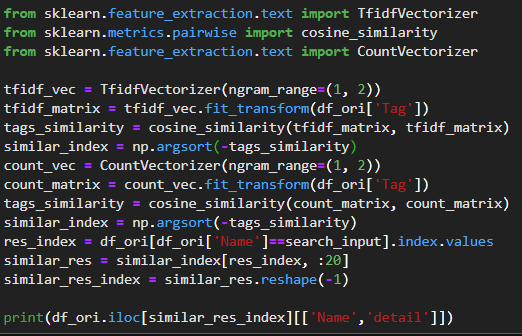 from sklearn.feature_extraction.text import TfidfVectorizer
from sklearn.metrics.pairwise import cosine_similarity
from sklearn.feature_extraction.text import CountVectorizer
tfidf_vec = TfidfVectorizer(ngram_range=(1, 2))
tfidf_matrix = tfidf_vec.fit_transform(df_ori['Tag'])
tags_similarity = cosine_similarity(tfidf_matrix, tfidf_matrix)
similar_index = np.argsort(-tags_similarity)
count_vec = CountVectorizer(ngram_range=(1, 2))
count_matrix = count_vec.fit_transform(df_ori['Tag'])
tags_similarity = cosine_similarity(count_matrix, count_matrix)
similar_index = np.argsort(-tags_similarity)
res_index = df_ori[df_ori['Name']==search_input].index.values
similar_res = similar_index[res_index, :20]
similar_res_index = similar_res.reshape(-1)
print(df_ori.iloc[similar_res_index][['Name','detail']])